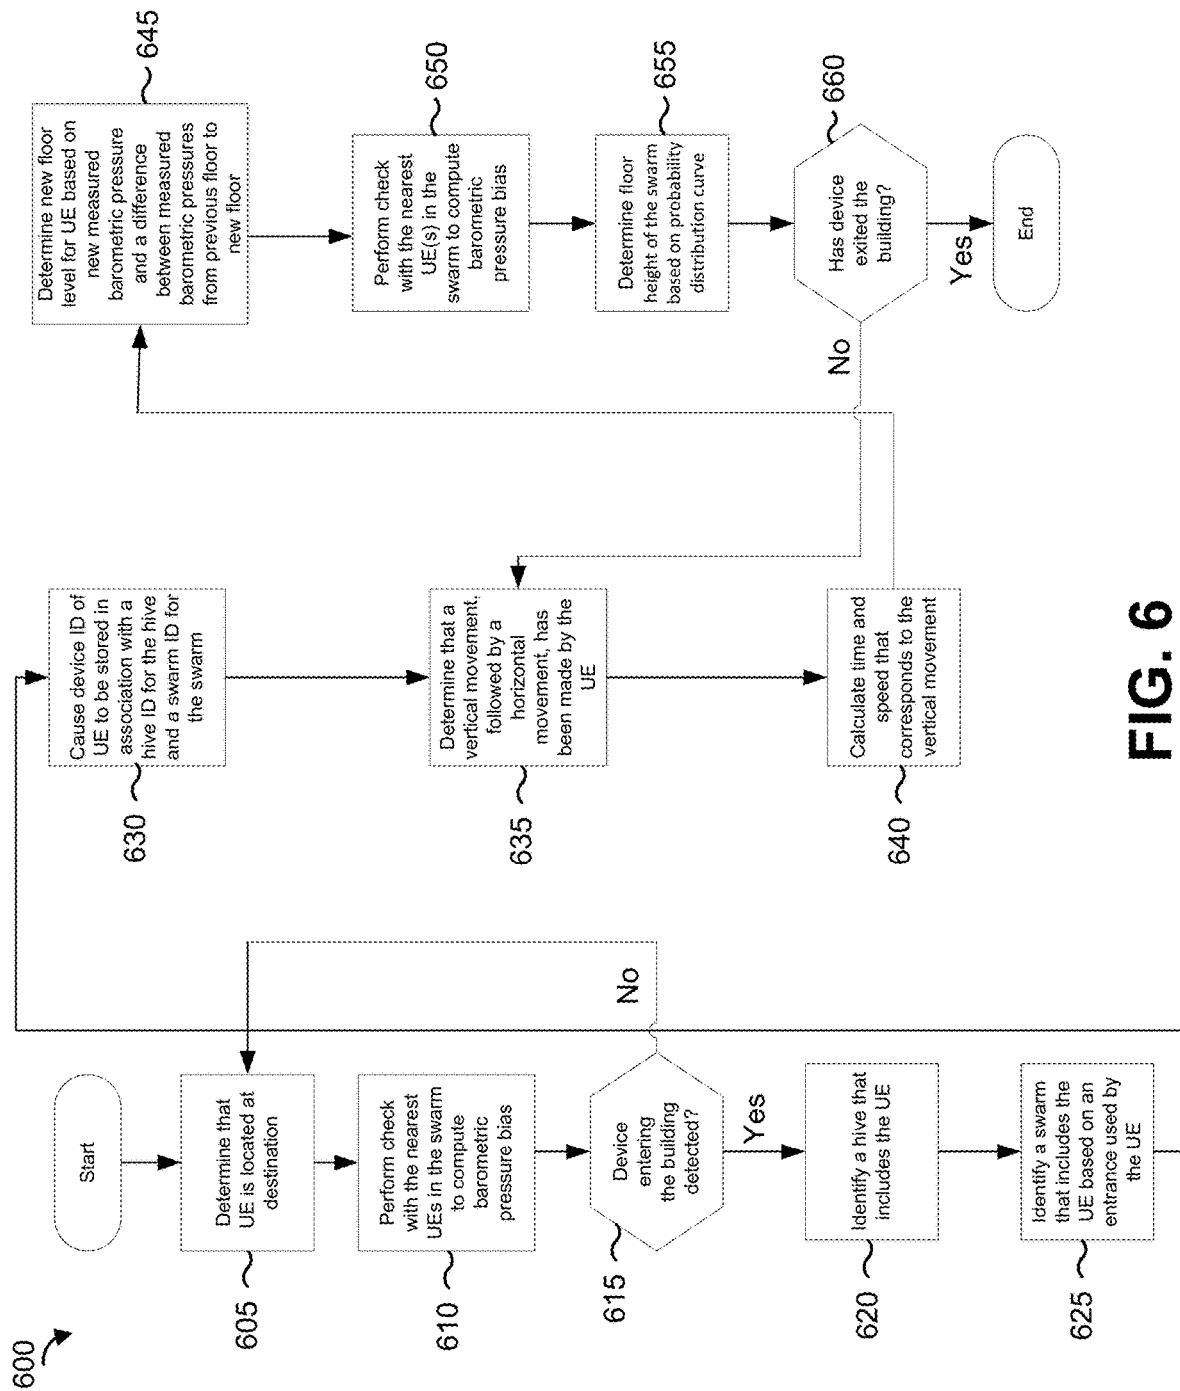 600
Start
605
Determine that
UE is located at
destination
610
Perform check
with the nearest
UEs in the swarm
to compute
barometric
pressure bias
615
Device
entering
the building
detected?
No
Yes
620
Identify a hive that
includes the UE
625
Identify a swarm
that includes the
UE based on an
entrance used by
the UE
630
Cause device ID of
UE to be stored in
association with a
hive ID for the hive
and a swarm ID for
the swarm
635
Determine that a
vertical movement,
followed by a
horizontal
movement, has
been made by the
UE
640
Calculate time and
speed that
corresponds to the
vertical movement
645
Determine new floor
level for UE based on
new measured
barometric pressure
and a difference
between measured
barometric pressures
from previous floor to
new floor
650
Perform check
with the nearest
UE(s) in the
swarm to compute
barometric
pressure bias
655
Determine floor
height of the swarm
based on probability
distribution curve
660
Has device
exited the
building?
No
Yes
End
FIG. 6